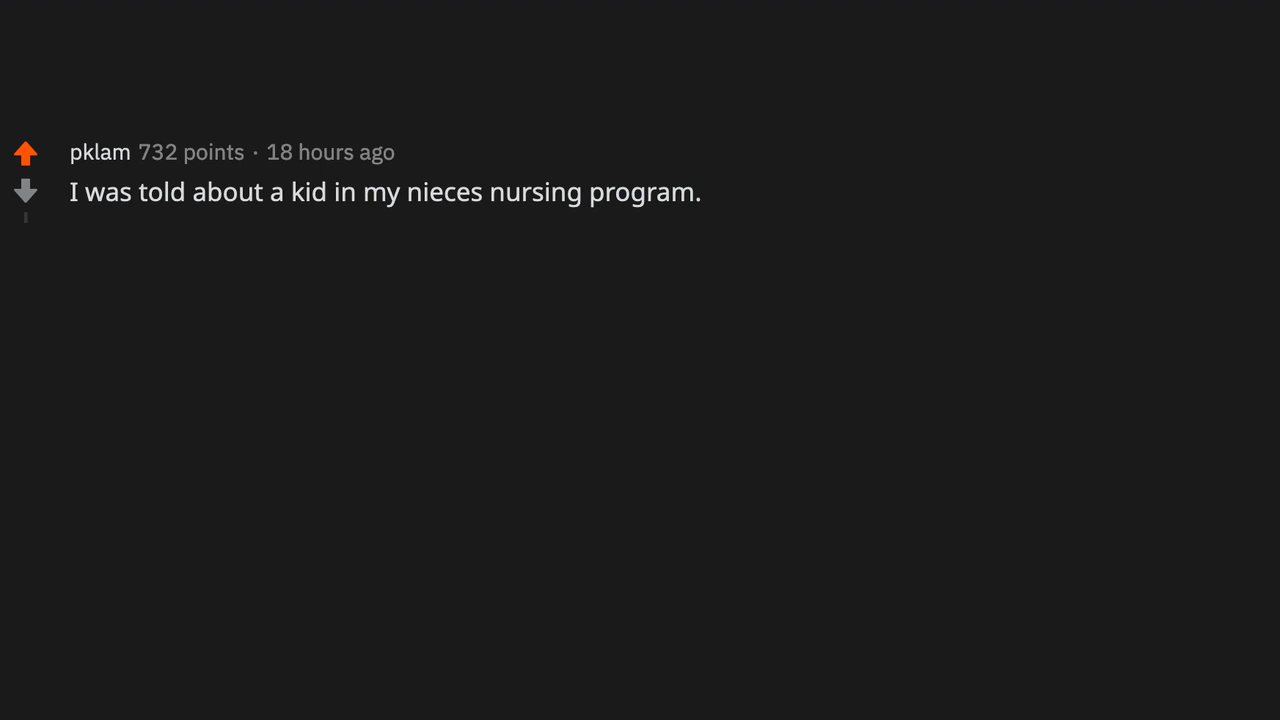 pklam 732 points · 18 hours ago
I was told about a kid in my nieces nursing program.